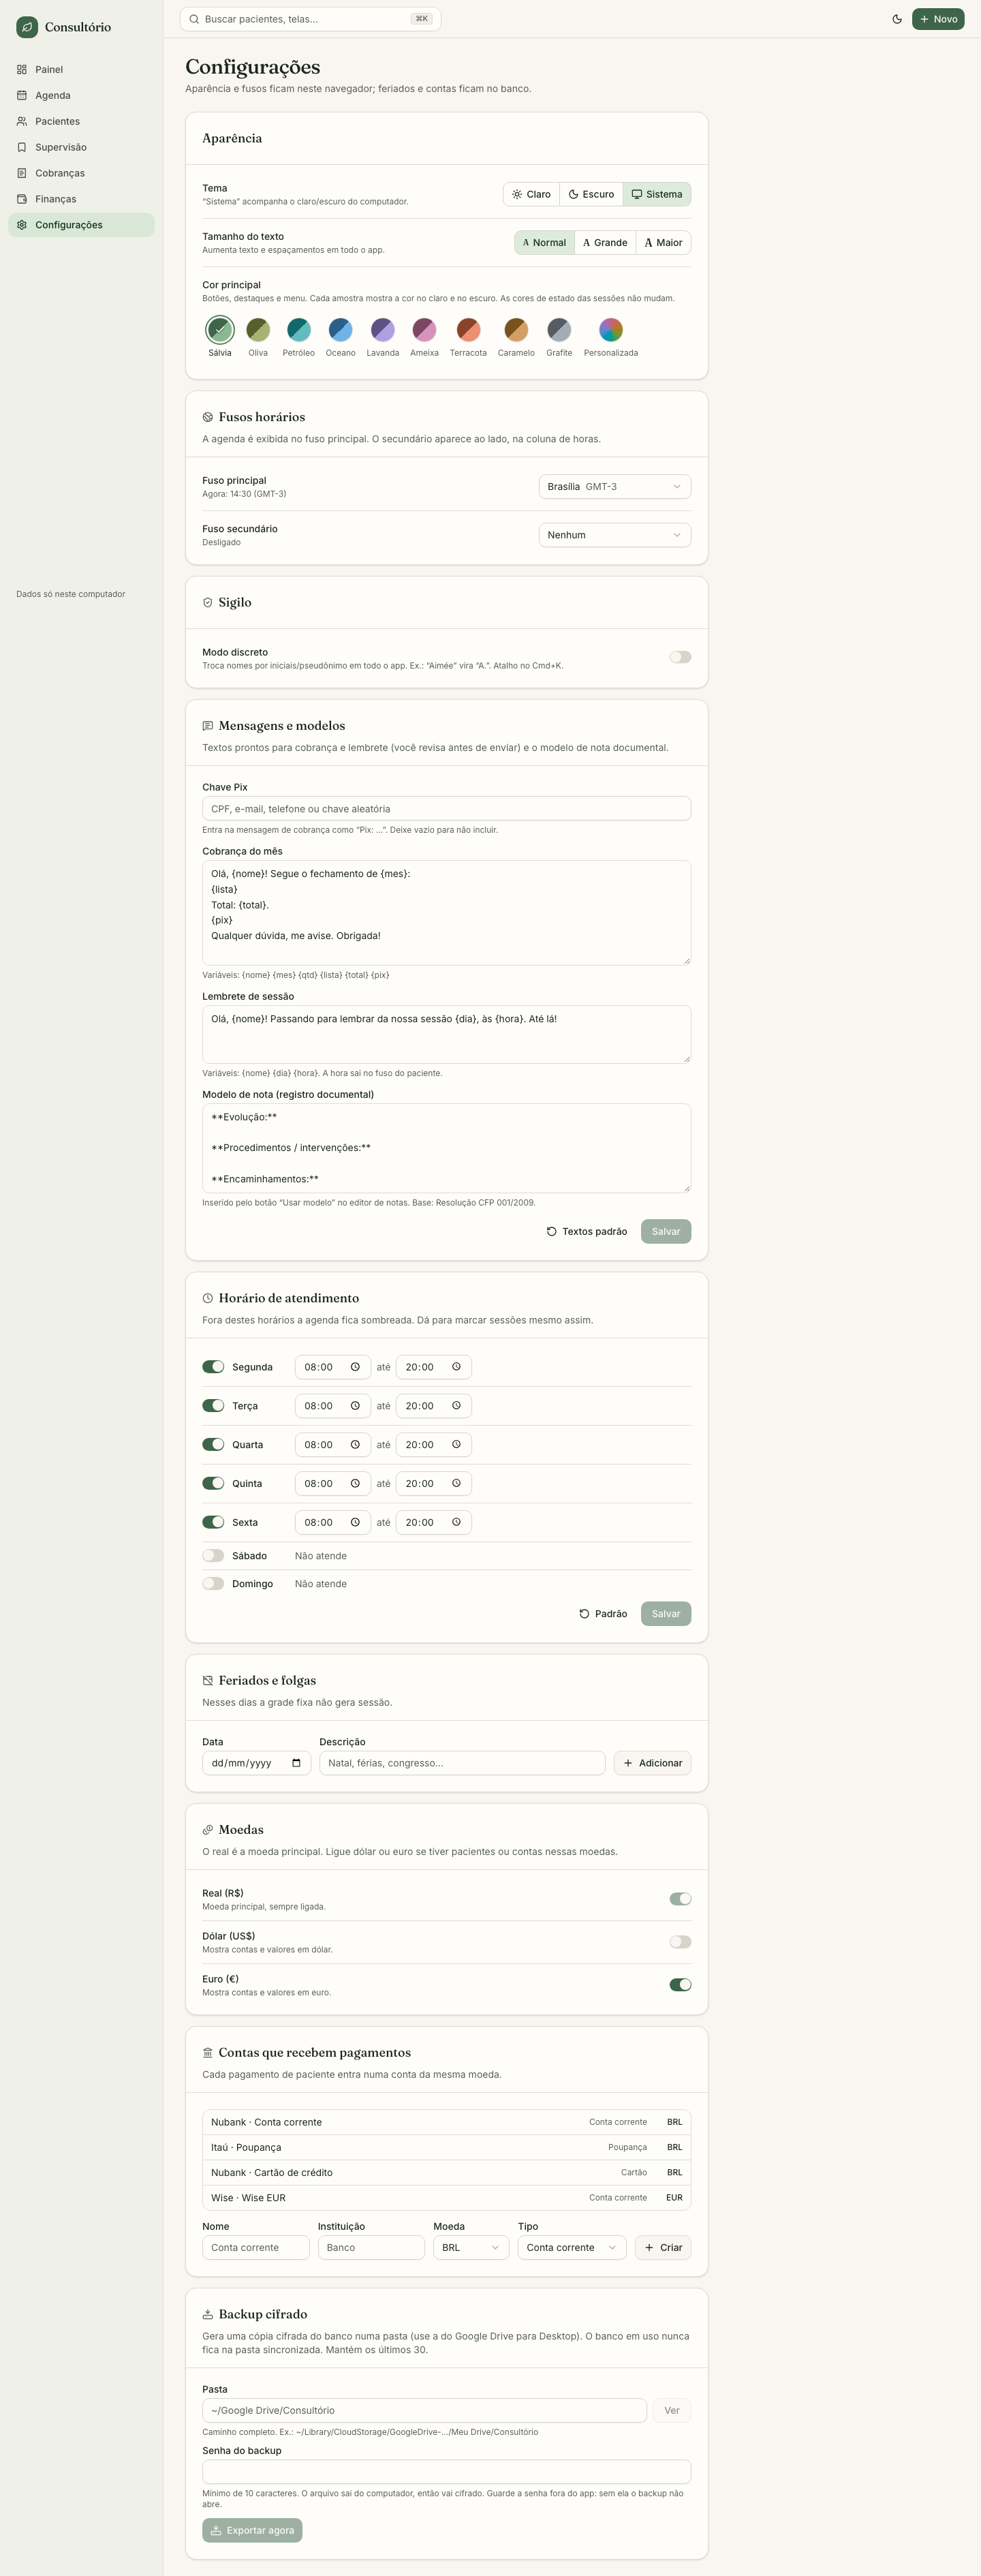 Consultório
Buscar pacientes, telas...
⌘K
Novo
Painel
Agenda
Pacientes
Supervisão
Cobranças
Finanças
Configurações
Dados só neste computador
Configurações
Aparência e fusos ficam neste navegador; feriados e contas ficam no banco.
Aparência
Tema
“Sistema” acompanha o claro/escuro do computador.
Claro
Escuro
Sistema
Tamanho do texto
Aumenta texto e espaçamentos em todo o app.
A Normal
A Grande
A Maior
Cor principal
Botões, destaques e menu. Cada amostra mostra a cor no claro e no escuro. As cores de estado das sessões não mudam.
Sálvia
Oliva
Petróleo
Oceano
Lavanda
Ameixa
Terracota
Caramelo
Grafite
Personalizada
Fusos horários
A agenda é exibida no fuso principal. O secundário aparece ao lado, na coluna de horas.
Fuso principal
Agora: 14:30 (GMT-3)
Brasília GMT-3
Fuso secundário
Desligado
Nenhum
Sigilo
Modo discreto
Troca nomes por iniciais/pseudônimo em todo o app. Ex.: “Aimée” vira “A.”. Atalho no Cmd+K.
Mensagens e modelos
Textos prontos para cobrança e lembrete (você revisa antes de enviar) e o modelo de nota documental.
Chave Pix
CPF, e-mail, telefone ou chave aleatória
Entra na mensagem de cobrança como “Pix: …”. Deixe vazio para não incluir.
Cobrança do mês
Olá, {nome}! Segue o fechamento de {mes}:
{lista}
Total: {total}.
{pix}
Qualquer dúvida, me avise. Obrigada!
Variáveis: {nome} {mes} {qtd} {lista} {total} {pix}
Lembrete de sessão
Olá, {nome}! Passando para lembrar da nossa sessão {dia}, às {hora}. Até lá!
Variáveis: {nome} {dia} {hora}. A hora sai no fuso do paciente.
Modelo de nota (registro documental)
**Evolução:**
**Procedimentos / intervenções:**
**Encaminhamentos:**
Inserido pelo botão “Usar modelo” no editor de notas. Base: Resolução CFP 001/2009.
Textos padrão
Salvar
Horário de atendimento
Fora destes horários a agenda fica sombreada. Dá para marcar sessões mesmo assim.
Segunda 08:00 até 20:00
Terça 08:00 até 20:00
Quarta 08:00 até 20:00
Quinta 08:00 até 20:00
Sexta 08:00 até 20:00
Sábado Não atende
Domingo Não atende
Padrão
Salvar
Feriados e folgas
Nesses dias a grade fixa não gera sessão.
Data
Descrição
dd/mm/yyyy
Natal, férias, congresso...
Adicionar
Moedas
O real é a moeda principal. Ligue dólar ou euro se tiver pacientes ou contas nessas moedas.
Real (R$)
Moeda principal, sempre ligada.
Dólar (US$)
Mostra contas e valores em dólar.
Euro (€)
Mostra contas e valores em euro.
Contas que recebem pagamentos
Cada pagamento de paciente entra numa conta da mesma moeda.
Nubank · Conta corrente Conta corrente BRL
Itaú · Poupança Poupança BRL
Nubank · Cartão de crédito Cartão BRL
Wise · Wise EUR Conta corrente EUR
Nome
Instituição
Moeda
Tipo
Conta corrente
Banco
BRL
Conta corrente
Criar
Backup cifrado
Gera uma cópia cifrada do banco numa pasta (use a do Google Drive para Desktop). O banco em uso nunca
fica na pasta sincronizada. Mantém os últimos 30.
Pasta
~/Google Drive/Consultório
Ver
Caminho completo. Ex.: ~/Library/CloudStorage/GoogleDrive-…/Meu Drive/Consultório
Senha do backup
Mínimo de 10 caracteres. O arquivo sai do computador, então vai cifrado. Guarde a senha fora do app: sem ela o backup não
abre.
Exportar agora